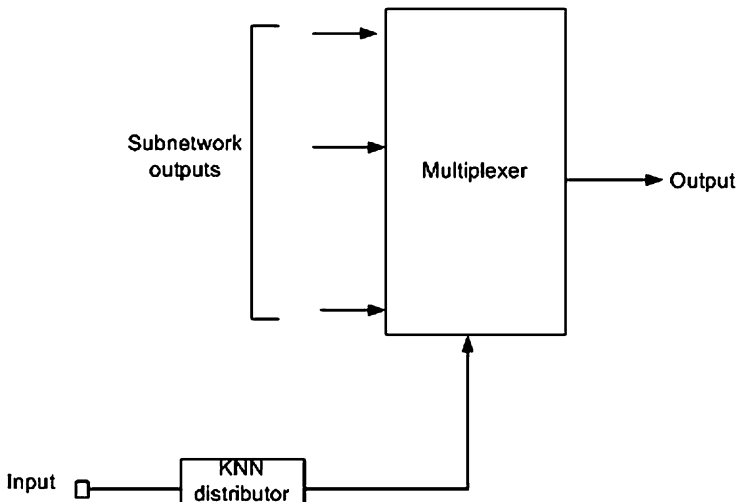 Subnetwork
outputs
Multiplexer
Output
Input
KNN
distributor